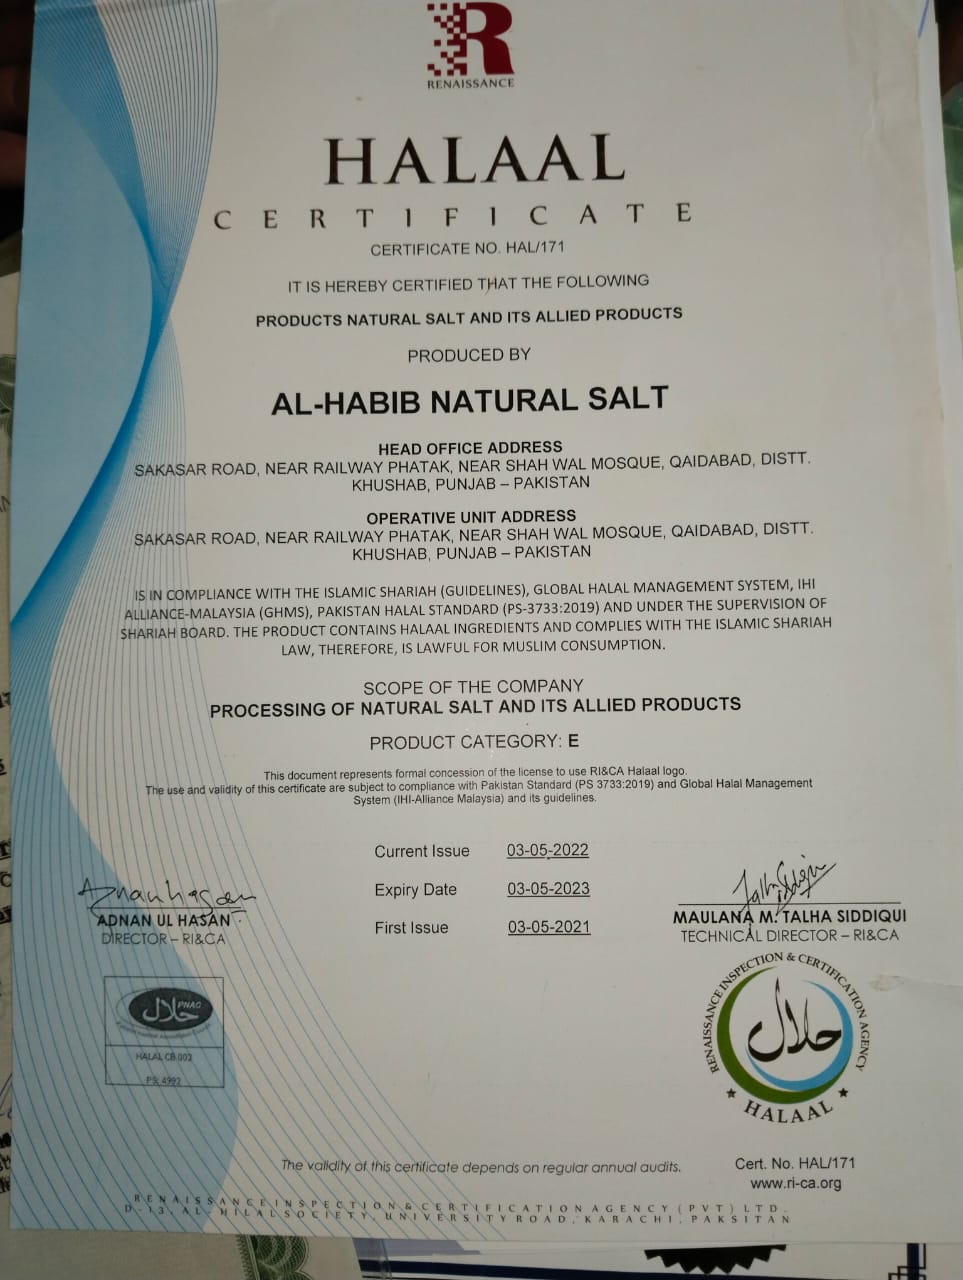 RENAISSANCE
HALAAL
CERTIFICATE
CERTIFICATE NO. HAL/171
IT IS HEREBY CERTIFIED THAT THE FOLLOWING
PRODUCTS NATURAL SALT AND ITS ALLIED PRODUCTS
PRODUCED BY
AL-HABIB NATURAL SALT
HEAD OFFICE ADDRESS
SAKASAR ROAD, NEAR RAILWAY PHATAK, NEAR SHAH WAL MOSQUE, QAIDABAD, DISTT.
KHUSHAB, PUNJAB – PAKISTAN
OPERATIVE UNIT ADDRESS
SAKASAR ROAD, NEAR RAILWAY PHATAK, NEAR SHAH WAL MOSQUE, QAIDABAD, DISTT.
KHUSHAB, PUNJAB – PAKISTAN
IS IN COMPLIANCE WITH THE ISLAMIC SHARIAH (GUIDELINES), GLOBAL HALAL MANAGEMENT SYSTEM, IHI
ALLIANCE-MALAYSIA (GHMS), PAKISTAN HALAL STANDARD (PS-3733:2019) AND UNDER THE SUPERVISION OF
SHARIAH BOARD. THE PRODUCT CONTAINS HALAAL INGREDIENTS AND COMPLIES WITH THE ISLAMIC SHARIAH
LAW, THEREFORE, IS LAWFUL FOR MUSLIM CONSUMPTION.
SCOPE OF THE COMPANY
PROCESSING OF NATURAL SALT AND ITS ALLIED PRODUCTS
PRODUCT CATEGORY: E
This document represents formal concession of the license to use RI&CA Halaal logo.
The use and validity of this certificate are subject to compliance with Pakistan Standard (PS 3733:2019) and Global Halal Management
System (IHI-Alliance Malaysia) and its guidelines.
Current Issue 03-05-2022
Expiry Date 03-05-2023
First Issue 03-05-2021
Adnan hasan
ADNAN UL HASAN
DIRECTOR – RI&CA
Talha Siddiqui
MAULANA M. TALHA SIDDIQUI
TECHNICAL DIRECTOR – RI&CA
حلال PNAC
HALAL CB 002
PS: 4992
RENAISSANCE INSPECTION & CERTIFICATION AGENCY
حلال
HALAAL
The validity of this certificate depends on regular annual audits.
Cert. No. HAL/171
www.ri-ca.org
RENAISSANCE INSPECTION & CERTIFICATION AGENCY (PVT) LTD.
D-13, AL-HILAL SOCIETY, UNIVERSITY ROAD, KARACHI, PAKSITAN